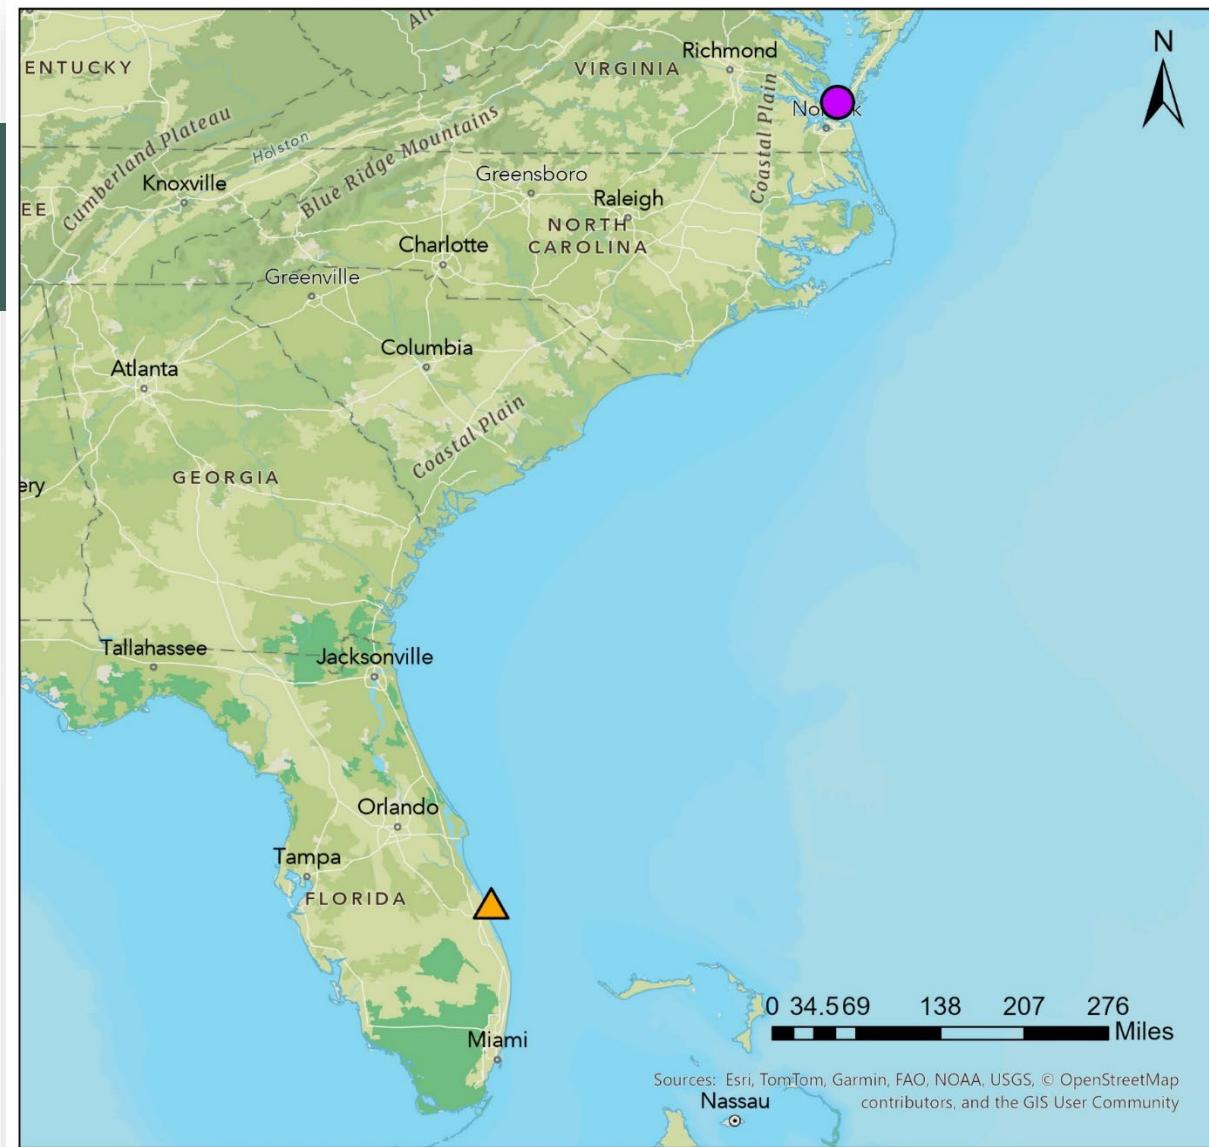 Richmond
N
ENTUCKY
VIRGINIA
Coastal Plain
Cumberland Plateau
Holston
Blue Ridge Mountains
Knoxville
Greensboro
EE
Raleigh
NORTH
CAROLINA
Charlotte
Greenville
Columbia
Atlanta
Coastal Plain
GEORGIA
ery
Tallahassee
Jacksonville
Orlando
Tampa
FLORIDA
0 34.5 69 138 207 276
Miles
Miami
Sources: Esri, TomTom, Garmin, FAO, NOAA, USGS, © OpenStreetMap
contributors, and the GIS User Community
Nassau